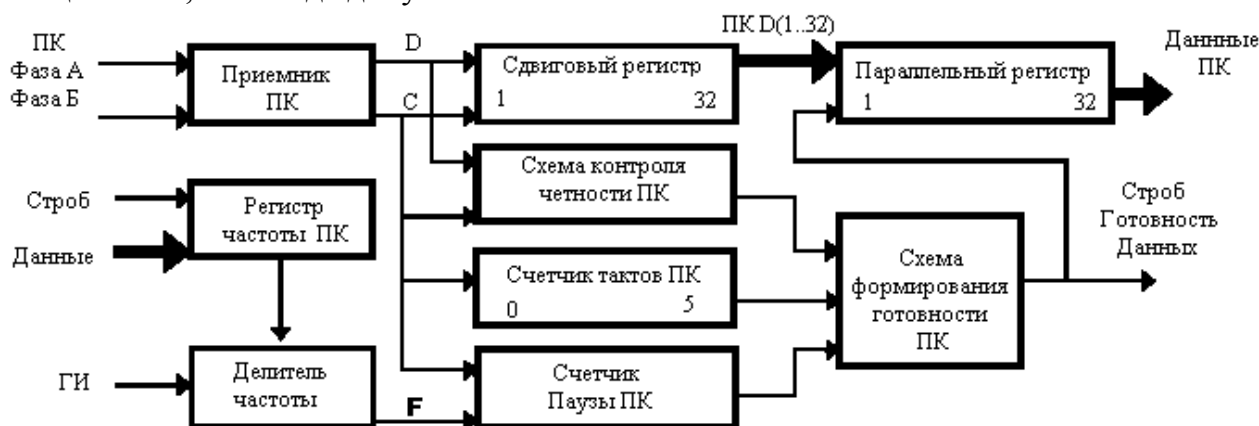 ПК
Фаза А
Фаза Б
Приемник
ПК
D
C
Сдвиговый регистр
1 32
ПК D(1..32)
Параллельный регистр
1 32
Даннные
ПК
Схема контроля
четности ПК
Строб
Данные
Регистр
частоты ПК
Счетчик тактов ПК
0 5
Схема
формирования
готовности
ПК
Строб
Готовность
Данных
ГИ
Делитель
частоты
F
Счетчик
Паузы ПК